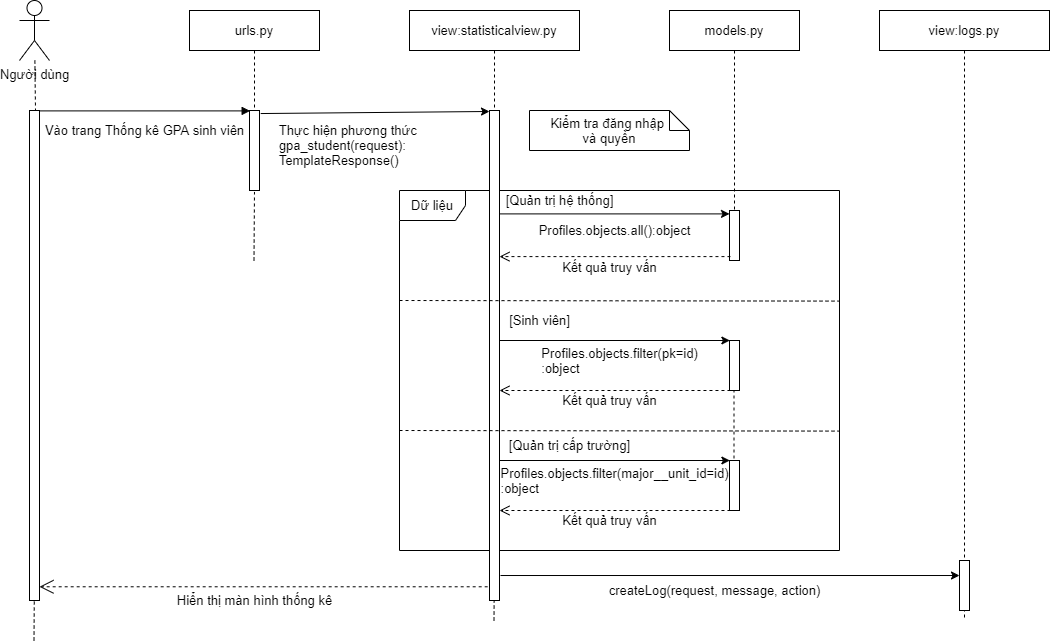 urls.py
view:statisticalview.py
models.py
view:logs.py
Người dùng
Vào trang Thống kê GPA sinh viên
Thực hiện phương thức
gpa_student(request):
TemplateResponse()
Kiểm tra đăng nhập
và quyền
Dữ liệu
[Quản trị hệ thống]
Profiles.objects.all():object
Kết quả truy vấn
[Sinh viên]
Profiles.objects.filter(pk=id)
:object
Kết quả truy vấn
[Quản trị cấp trường]
Profiles.objects.filter(major__unit_id=id)
:object
Kết quả truy vấn
createLog(request, message, action)
Hiển thị màn hình thống kê